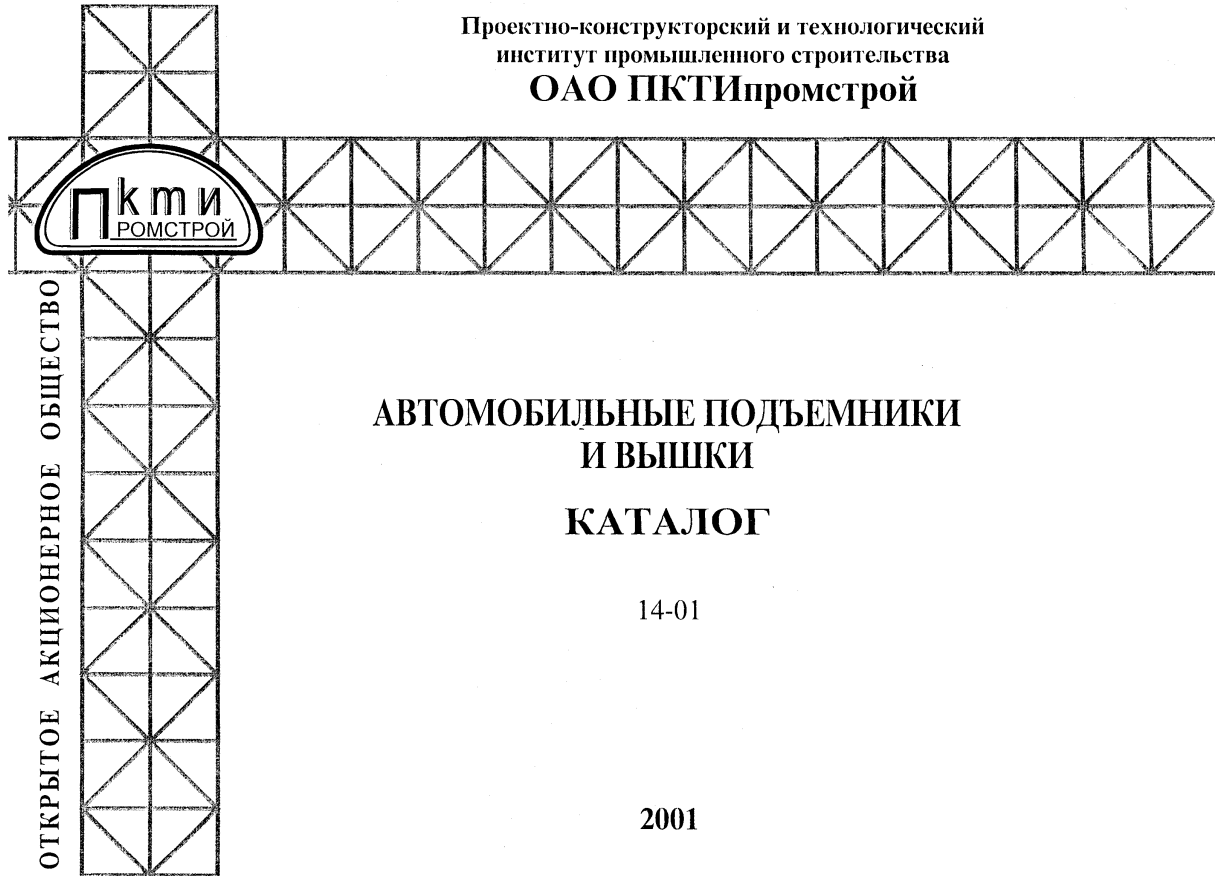 Проектно-конструкторский и технологический
институт промышленного строительства
ОАО ПКТИпромстрой
Пкти
РОМСТРОЙ
ОТКРЫТОЕ АКЦИОНЕРНОЕ ОБЩЕСТВО
АВТОМОБИЛЬНЫЕ ПОДЪЕМНИКИ
И ВЫШКИ
КАТАЛОГ
14-01
2001